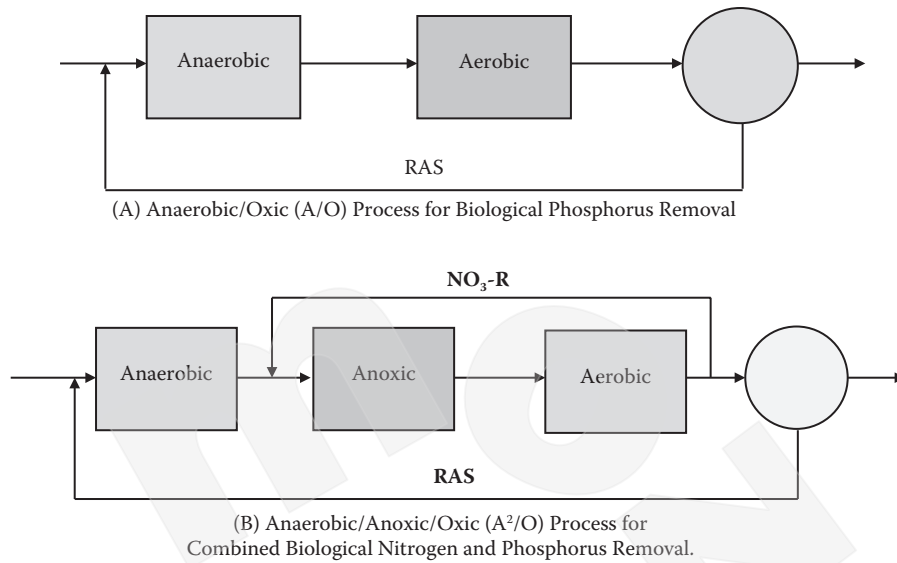 Anaerobic
Aerobic
RAS
(A) Anaerobic/Oxic (A/O) Process for Biological Phosphorus Removal
NO₃-R
Anaerobic
Anoxic
Aerobic
RAS
(B) Anaerobic/Anoxic/Oxic (A²/O) Process for
Combined Biological Nitrogen and Phosphorus Removal.